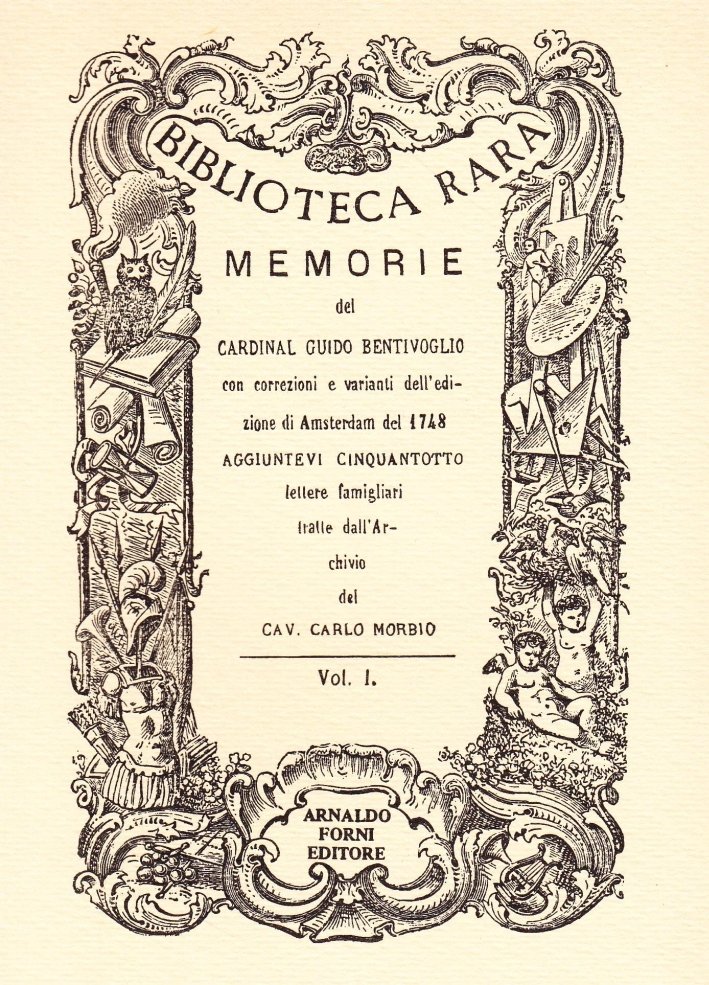 BIBLIOTECA RARA
MEMORIE
del
CARDINAL GUIDO BENTIVOGLIO
con correzioni e varianti dell'edi-
zione di Amsterdam del 1748
AGGIUNTEVI CINQUANTOTTO
lettere famigliari
tratte dall'Ar-
chivio
del
CAV. CARLO MORBIO
Vol. I.
ARNALDO
FORNI
EDITORE